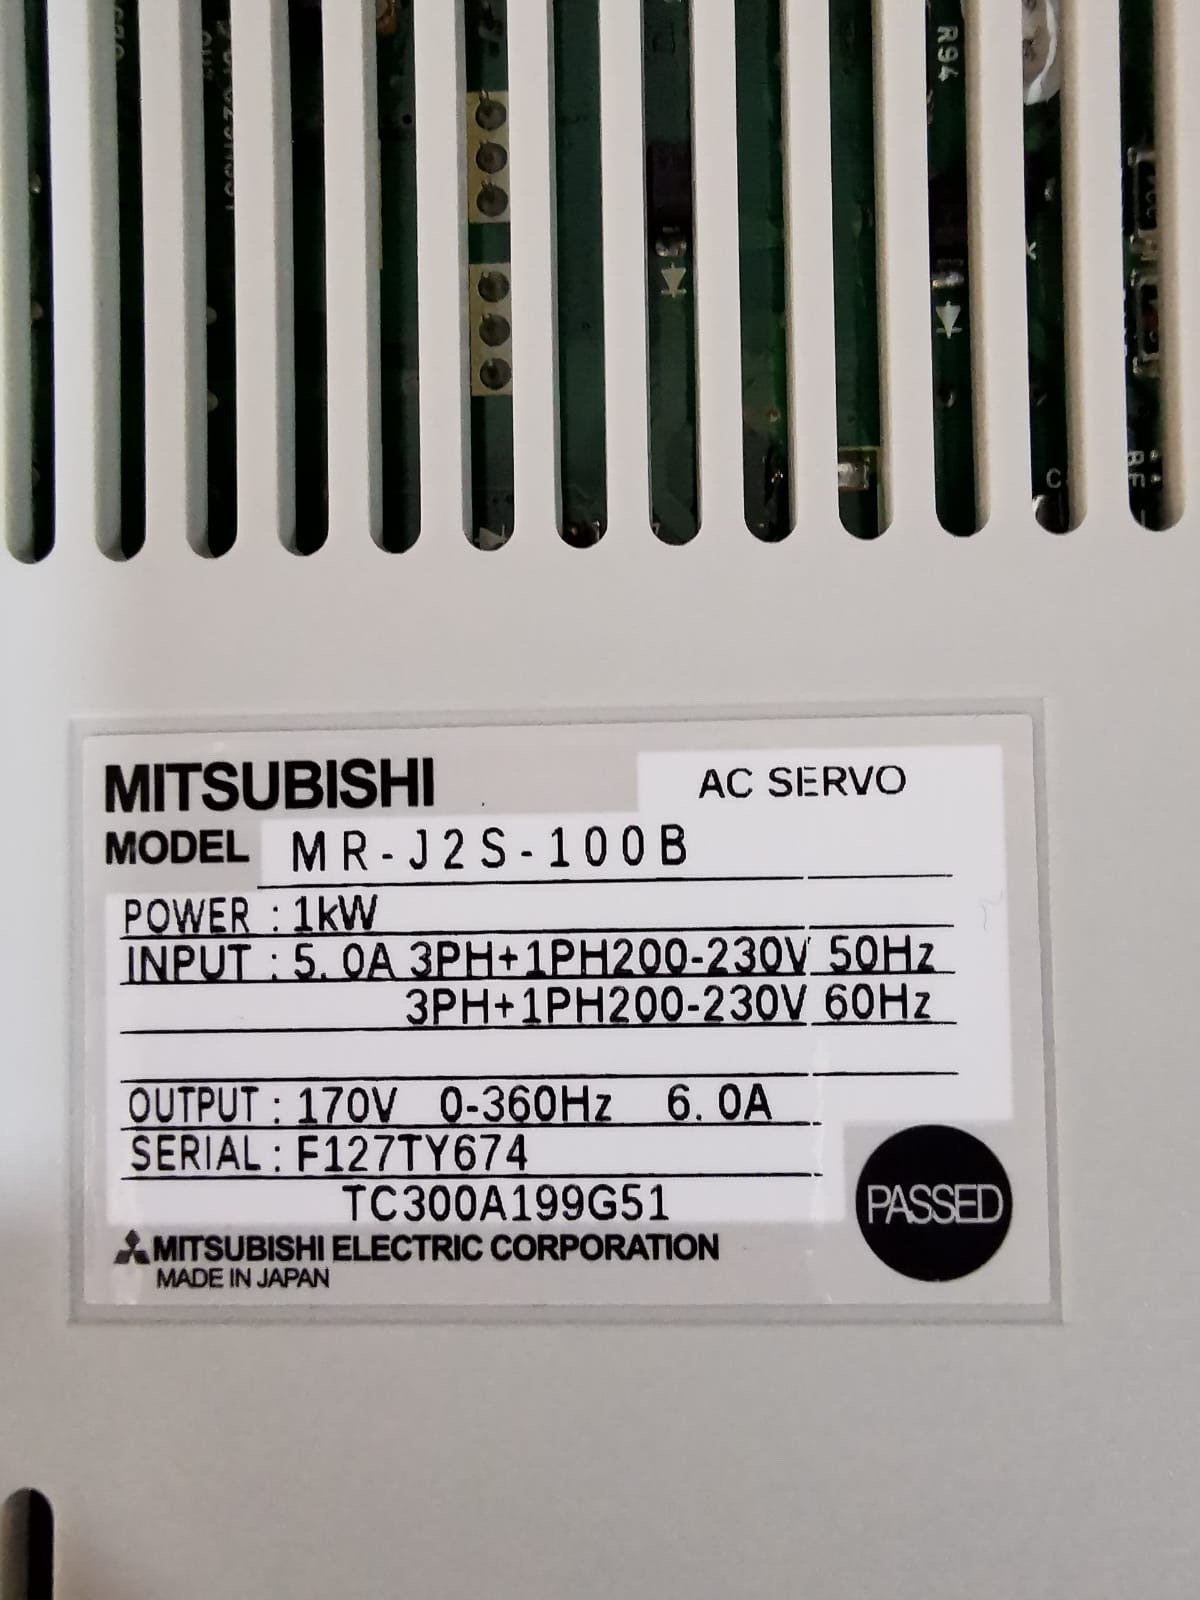 R94
C
MITSUBISHI
AC SERVO
MODEL MR-J2S-100B
POWER : 1kW
INPUT : 5.0A 3PH+1PH200-230V 50Hz
3PH+1PH200-230V 60Hz
OUTPUT : 170V 0-360Hz 6.0A
SERIAL : F127TY674
TC300A199G51
PASSED
MITSUBISHI ELECTRIC CORPORATION
MADE IN JAPAN